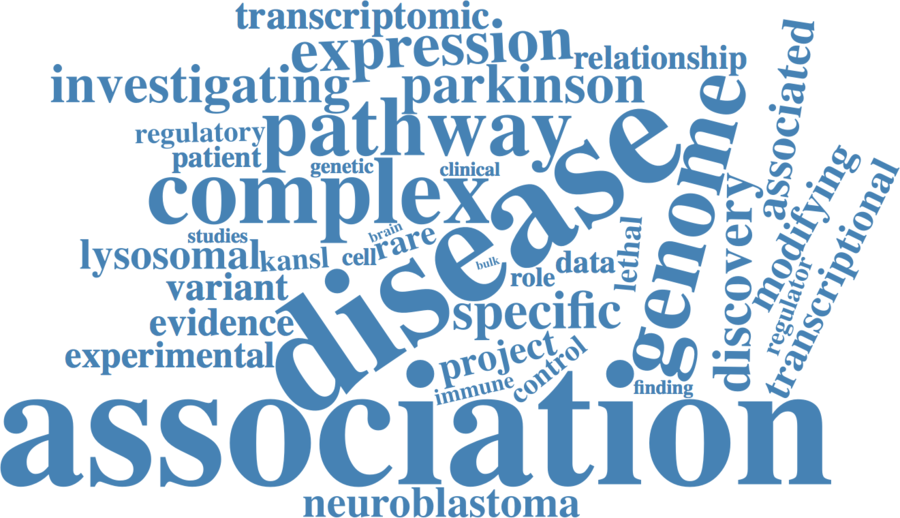 transcriptomic
expression
relationship
investigating
parkinson
associated
regulatory
pathway
patient
genetic
clinical
complex
disease
genome
modifying
studies
brain
rare
lysosomal
kansl
cell
bulk
role
data
lethal
discovery
regulator
transcriptional
variant
evidence
specific
experimental
project
immune
control
finding
association
neuroblastoma